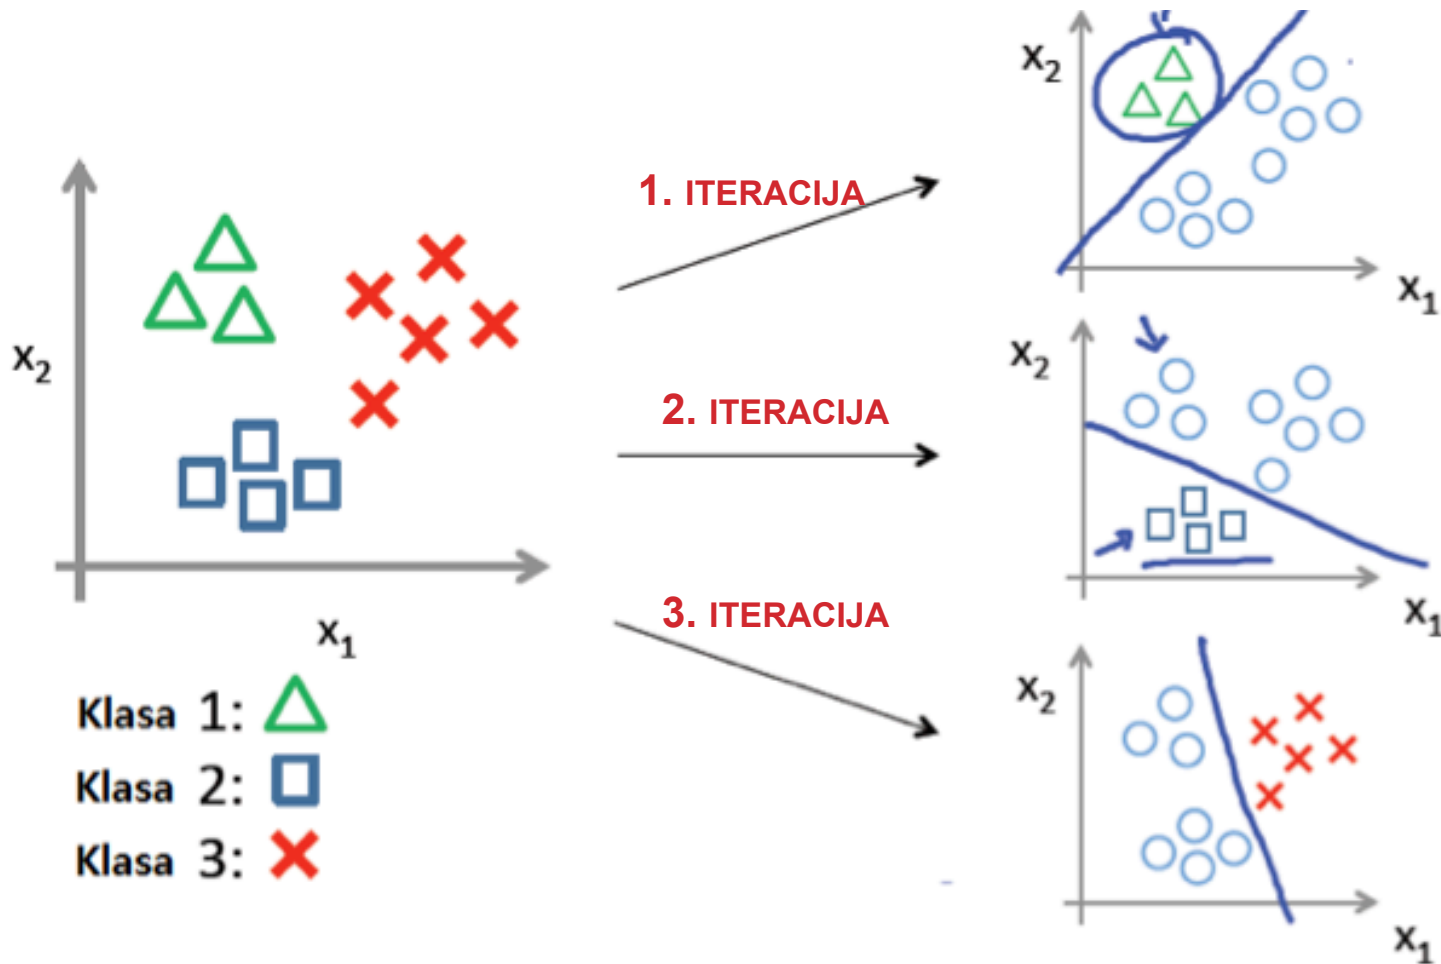 x2
x1
Klasa 1:
Klasa 2:
Klasa 3:
1. ITERACIJA
2. ITERACIJA
3. ITERACIJA
x2
x1
x2
x1
x2
x1